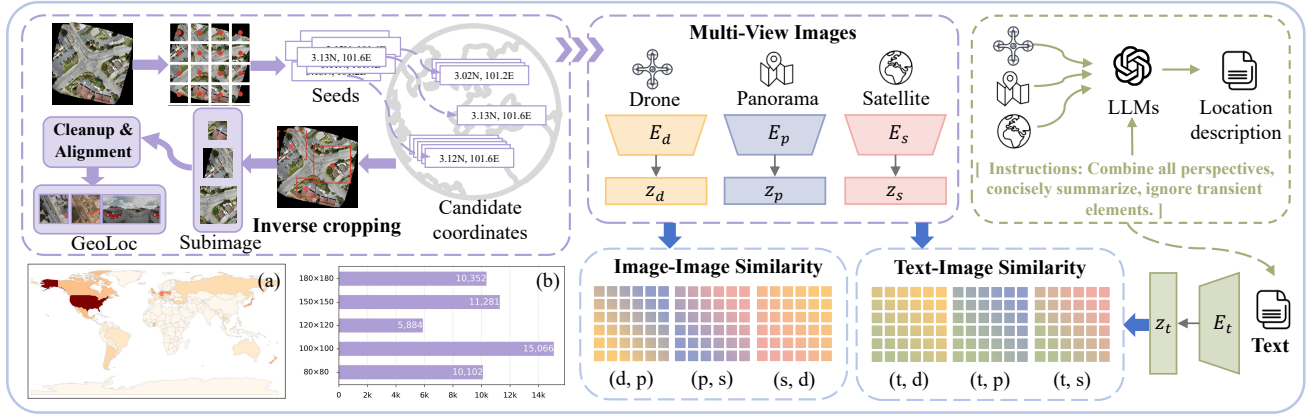 3.13N, 101.6E
Seeds
3.02N, 101.2E
3.13N, 101.6E
3.12N, 101.6E
Candidate
coordinates
Inverse cropping
Subimage
Cleanup &
Alignment
GeoLoc
Multi-View Images
Drone
Panorama
Satellite
E_d
E_p
E_s
z_d
z_p
z_s
LLMs
Location
description
[ Instructions: Combine all perspectives,
concisely summarize, ignore transient
elements. ]
(a)
(b)
180×180
10,352
150×150
11,281
120×120
5,884
100×100
15,066
80×80
10,102
0 2k 4k 6k 8k 10k 12k 14k
Image-Image Similarity
(d, p)
(p, s)
(s, d)
Text-Image Similarity
(t, d)
(t, p)
(t, s)
z_t
E_t
Text